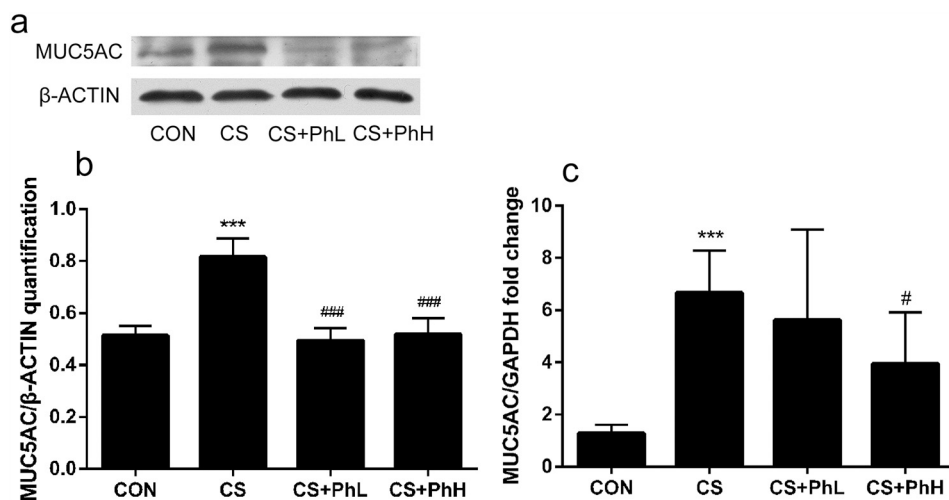 a
MUC5AC
β-ACTIN
CON CS CS+PhL CS+PhH
b
MUC5AC/β-ACTIN quantification
1.0
0.8
0.6
0.4
0.2
0.0
***
###
###
CON CS CS+PhL CS+PhH
c
MUC5AC/GAPDH fold change
10
8
6
4
2
0
***
#
CON CS CS+PhL CS+PhH